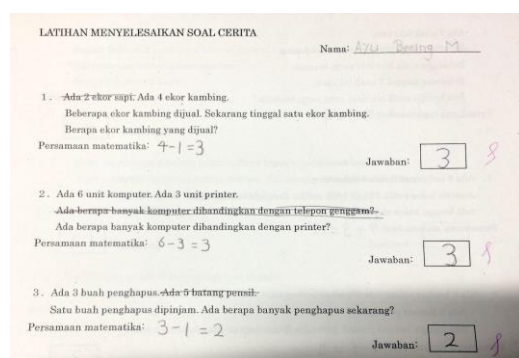 LATIHAN MENYELESAIKAN SOAL CERITA
Nama: Ayu Bening M
1. Ada 2 ekor sapi. Ada 4 ekor kambing.
Beberapa ekor kambing dijual. Sekarang tinggal satu ekor kambing.
Berapa ekor kambing yang dijual?
Persamaan matematika: 4-1=3
Jawaban: 3
2. Ada 6 unit komputer. Ada 3 unit printer.
Ada berapa banyak komputer dibandingkan dengan telepon genggam?
Ada berapa banyak komputer dibandingkan dengan printer?
Persamaan matematika: 6-3=3
Jawaban: 3
3. Ada 3 buah penghapus. Ada 5 batang pensil.
Satu buah penghapus dipinjam. Ada berapa banyak penghapus sekarang?
Persamaan matematika: 3-1=2
Jawaban: 2